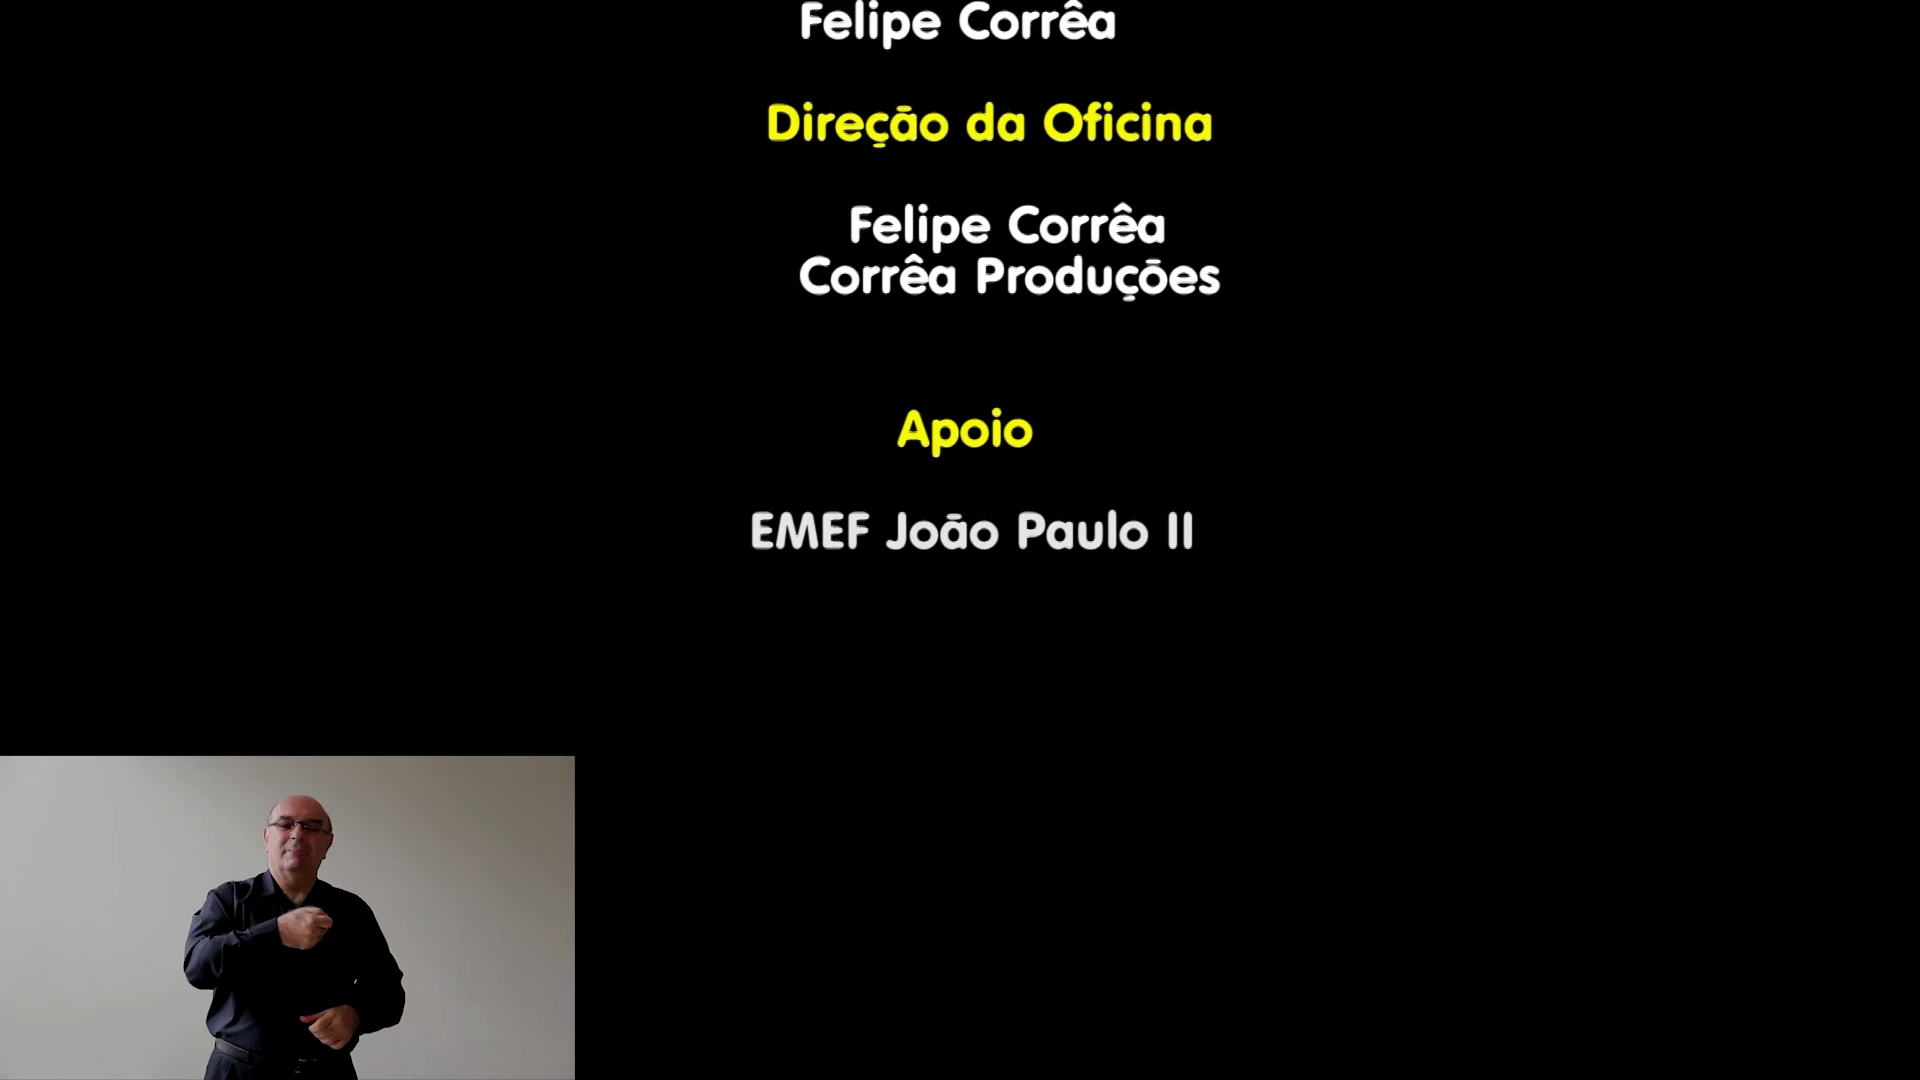 Felipe Corrêa
Direção da Oficina
Felipe Corrêa
Corrêa Produções
Apoio
EMEF João Paulo II